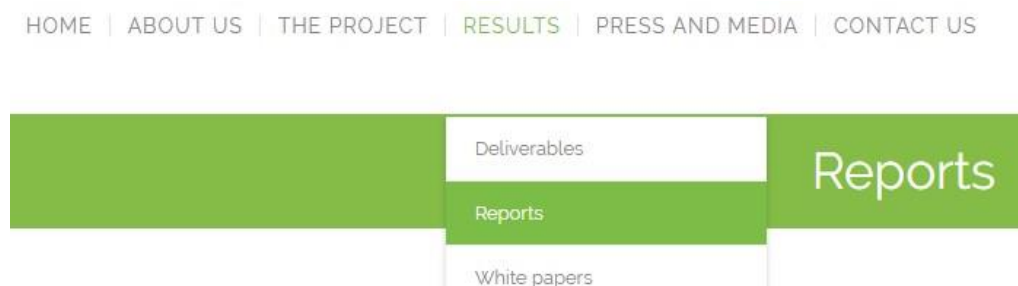 HOME | ABOUT US | THE PROJECT | RESULTS | PRESS AND MEDIA | CONTACT US
Deliverables
Reports
Reports
White papers